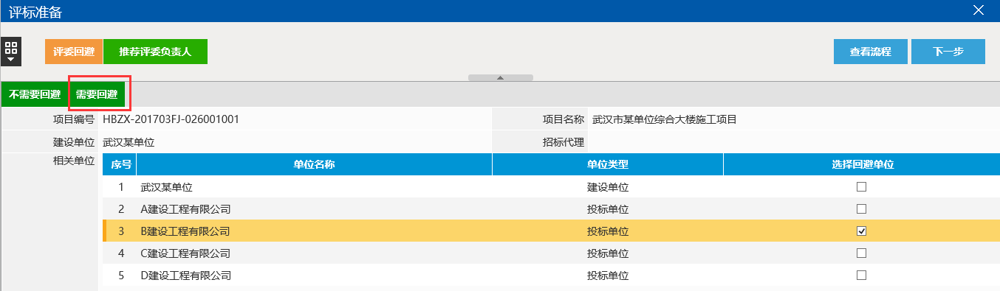 评标准备
评委回避 推荐评委负责人 查看流程 下一步
不需要回避 需要回避
项目编号 HBZX-201703FJ-026001001 项目名称 武汉市某单位综合大楼施工项目
建设单位 武汉某单位 招标代理
相关单位 序号 单位名称 单位类型 选择回避单位
1 武汉某单位 建设单位
2 A建设工程有限公司 投标单位
3 B建设工程有限公司 投标单位
4 C建设工程有限公司 投标单位
5 D建设工程有限公司 投标单位